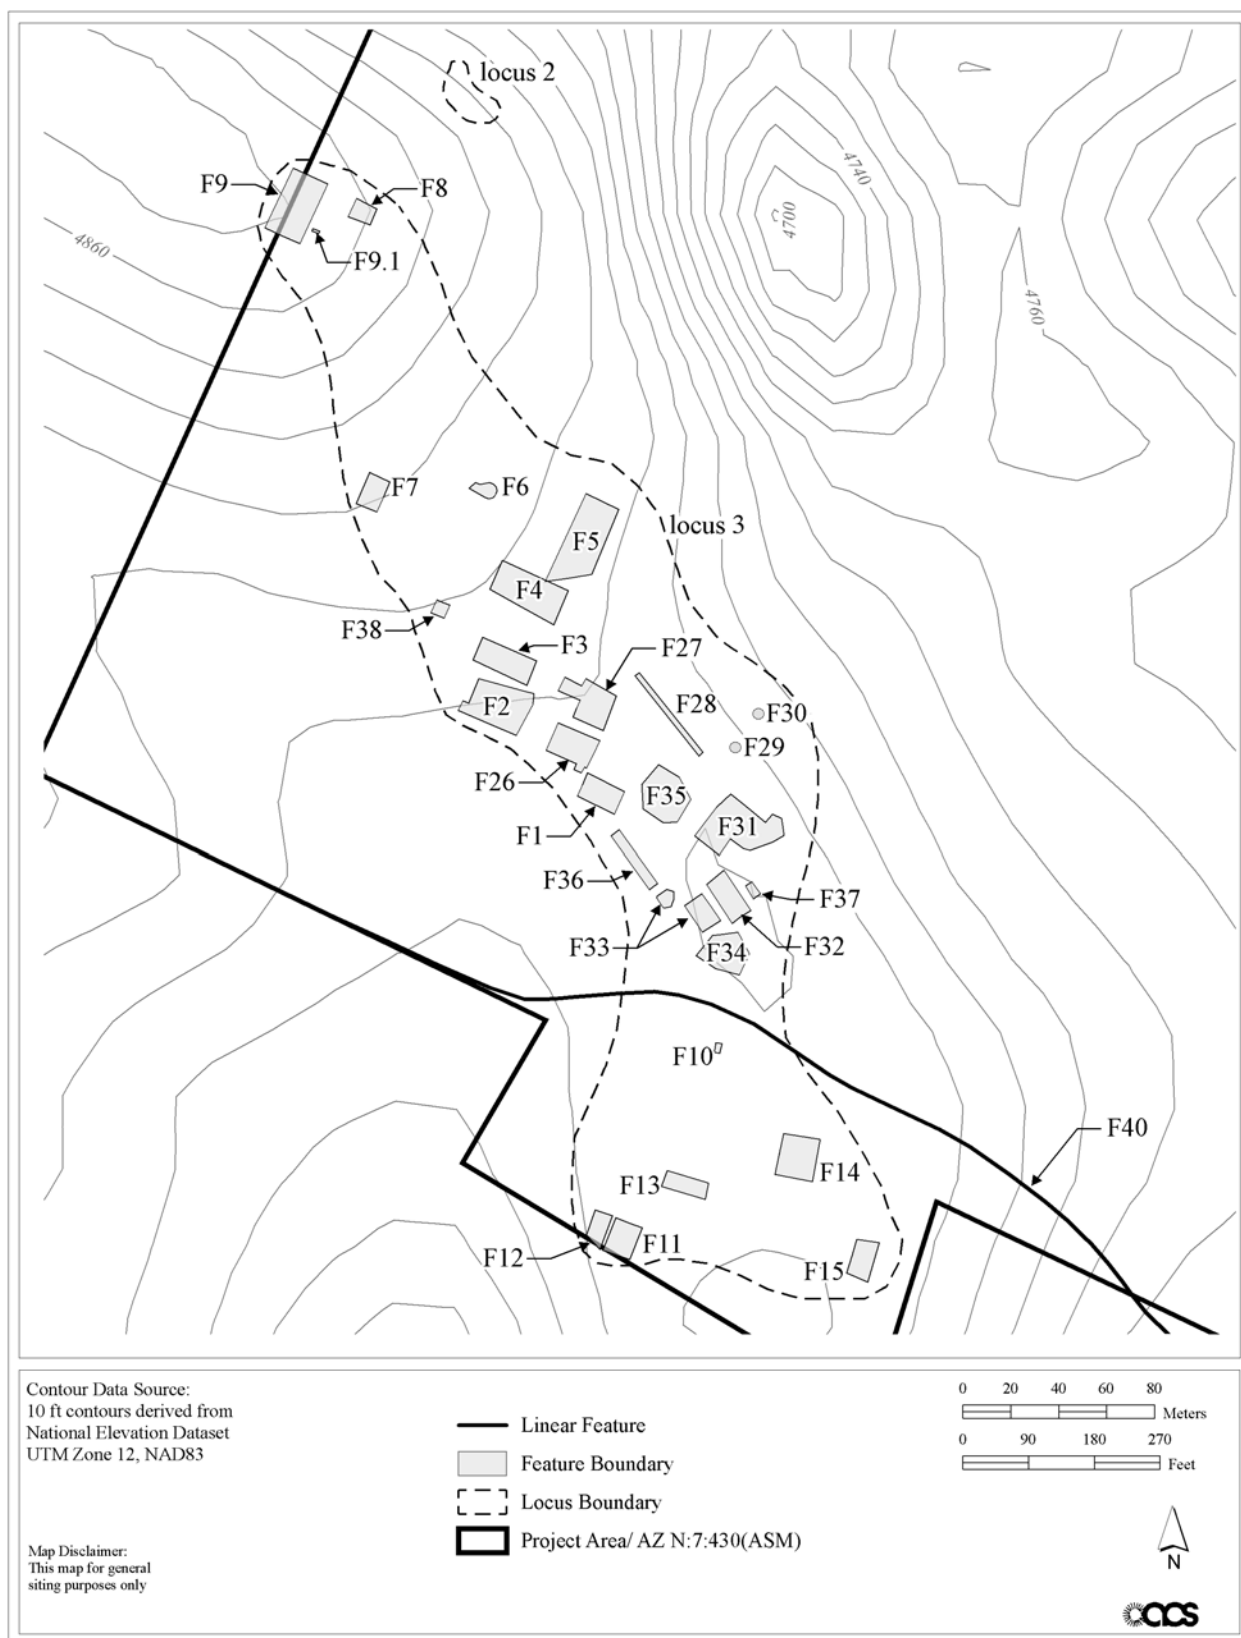 locus 2
4740
F9
F8
4700
4860
F9.1
4760
F7
F6
locus 3
F5
F4
F38
F3
F27
F2
F28
F30
F29
F26
F35
F1
F31
F36
F37
F33
F34
F32
F10
F40
F13
F14
F12
F11
F15
Contour Data Source:
10 ft contours derived from
National Elevation Dataset
UTM Zone 12, NAD83
Map Disclaimer:
This map for general
siting purposes only
Linear Feature
Feature Boundary
Locus Boundary
Project Area/ AZ N:7:430(ASM)
0 20 40 60 80
Meters
0 90 180 270
Feet
N
acs